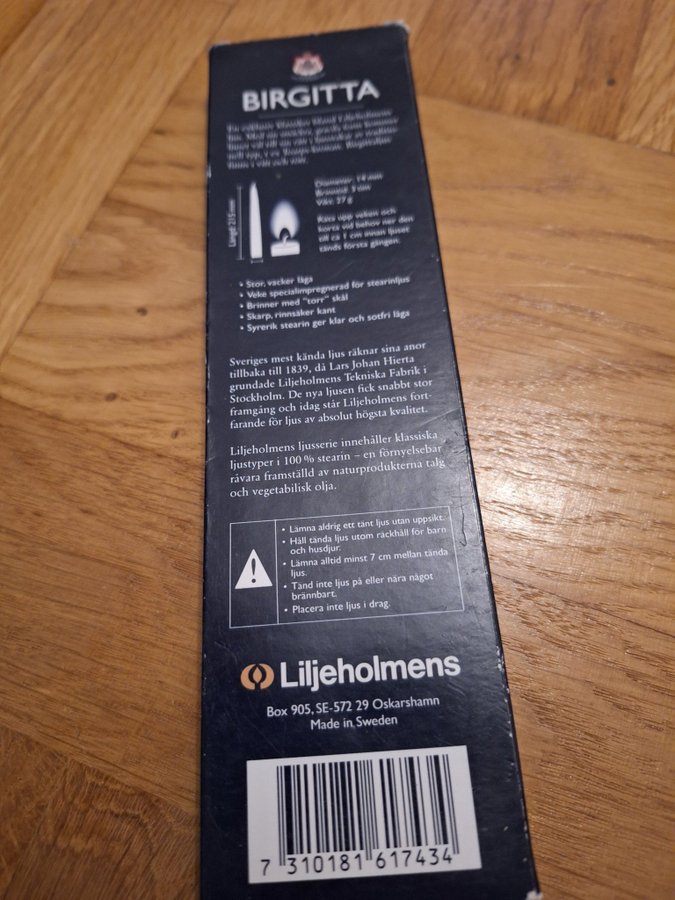 BIRGITTA
En
Liljeholmens
Längd: 215 mm
Diameter: 19 mm
Brinntid: 5 tim
Vikt: 37 g
Räta upp veken och
korta vid behov ner den
till ca 1 cm innan ljuset
tänds första gången.
• Stor, vacker låga
• Veke specialimpregnerad för stearinljus
• Brinner med "torr" skål
• Skarp, rinnsäker kant
• Syrerik stearin ger klar och sotfri låga
Sveriges mest kända ljus räknar sina anor
tillbaka till 1839, då Lars Johan Hierta
grundade Liljeholmens Tekniska Fabrik i
Stockholm. De nya ljusen fick snabbt stor
framgång och idag står Liljeholmens fort-
farande för ljus av absolut högsta kvalitet.
Liljeholmens ljusserie innehåller klassiska
ljustyper i 100 % stearin – en förnyelsebar
råvara framställd av naturprodukterna talg
och vegetabilisk olja.
• Lämna aldrig ett tänt ljus utan uppsikt.
• Håll tända ljus utom räckhåll för barn
och husdjur.
• Lämna alltid minst 7 cm mellan tända
ljus.
• Tänd inte ljus på eller nära något
brännbart.
• Placera inte ljus i drag.
Liljeholmens
Box 905, SE-572 29 Oskarshamn
Made in Sweden
7 310181 617434